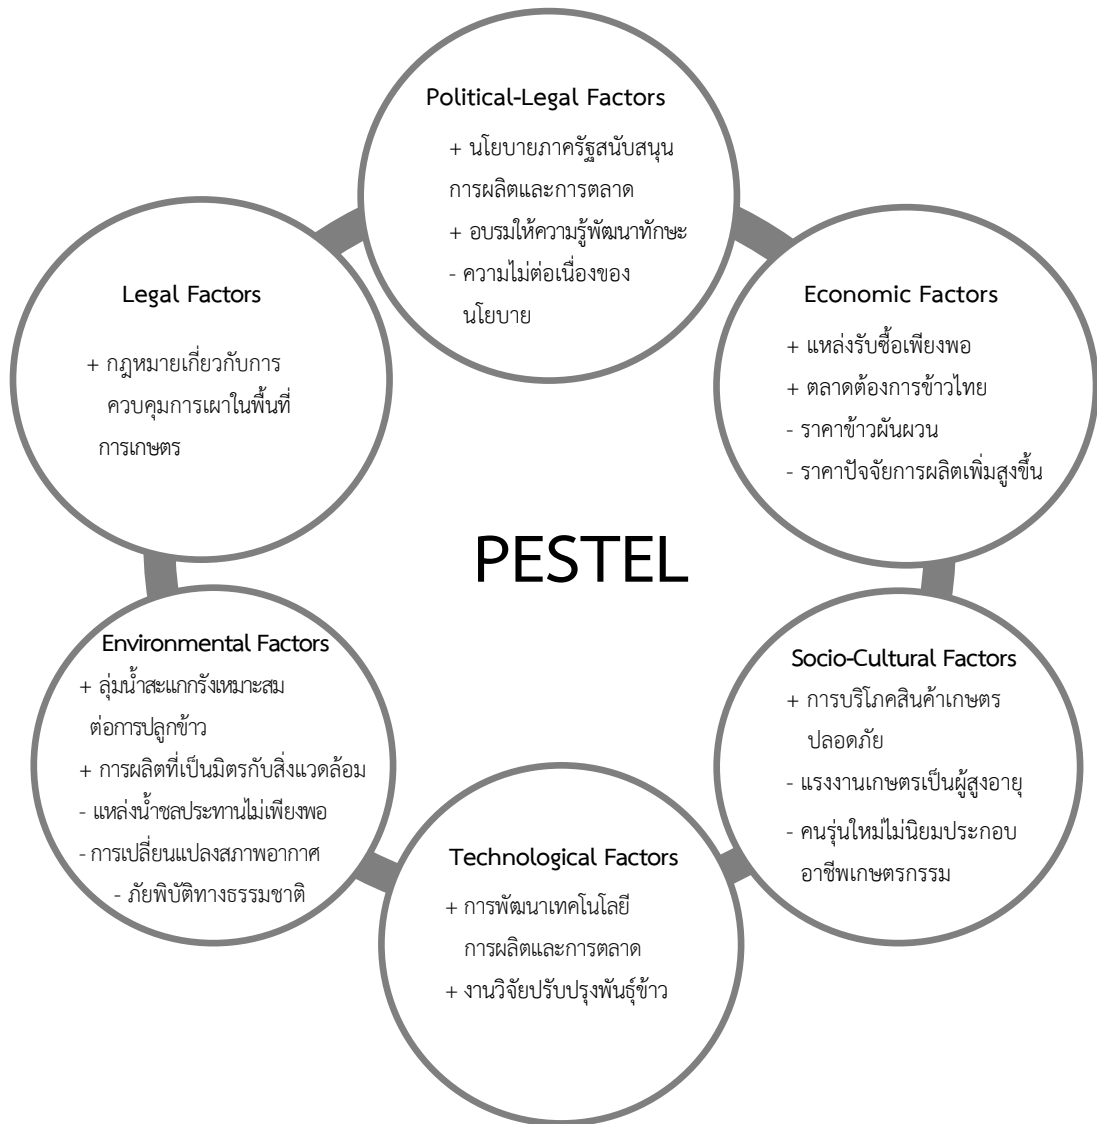 Political-Legal Factors
+ นโยบายภาครัฐสนับสนุน
การผลิตและการตลาด
+ อบรมให้ความรู้พัฒนาทักษะ
- ความไม่ต่อเนื่องของ
นโยบาย
Economic Factors
+ แหล่งรับซื้อเพียงพอ
+ ตลาดต้องการข้าวไทย
- ราคาข้าวผันผวน
- ราคาปัจจัยการผลิตเพิ่มสูงขึ้น
Socio-Cultural Factors
+ การบริโภคสินค้าเกษตร
ปลอดภัย
- แรงงานเกษตรเป็นผู้สูงอายุ
- คนรุ่นใหม่ไม่นิยมประกอบ
อาชีพเกษตรกรรม
Technological Factors
+ การพัฒนาเทคโนโลยี
การผลิตและการตลาด
+ งานวิจัยปรับปรุงพันธุ์ข้าว
Environmental Factors
+ ลุ่มน้ำสะแกกรังเหมาะสม
ต่อการปลูกข้าว
+ การผลิตที่เป็นมิตรกับสิ่งแวดล้อม
- แหล่งน้ำชลประทานไม่เพียงพอ
- การเปลี่ยนแปลงสภาพอากาศ
- ภัยพิบัติทางธรรมชาติ
Legal Factors
+ กฎหมายเกี่ยวกับการ
ควบคุมการเผาในพื้นที่
การเกษตร
PESTEL